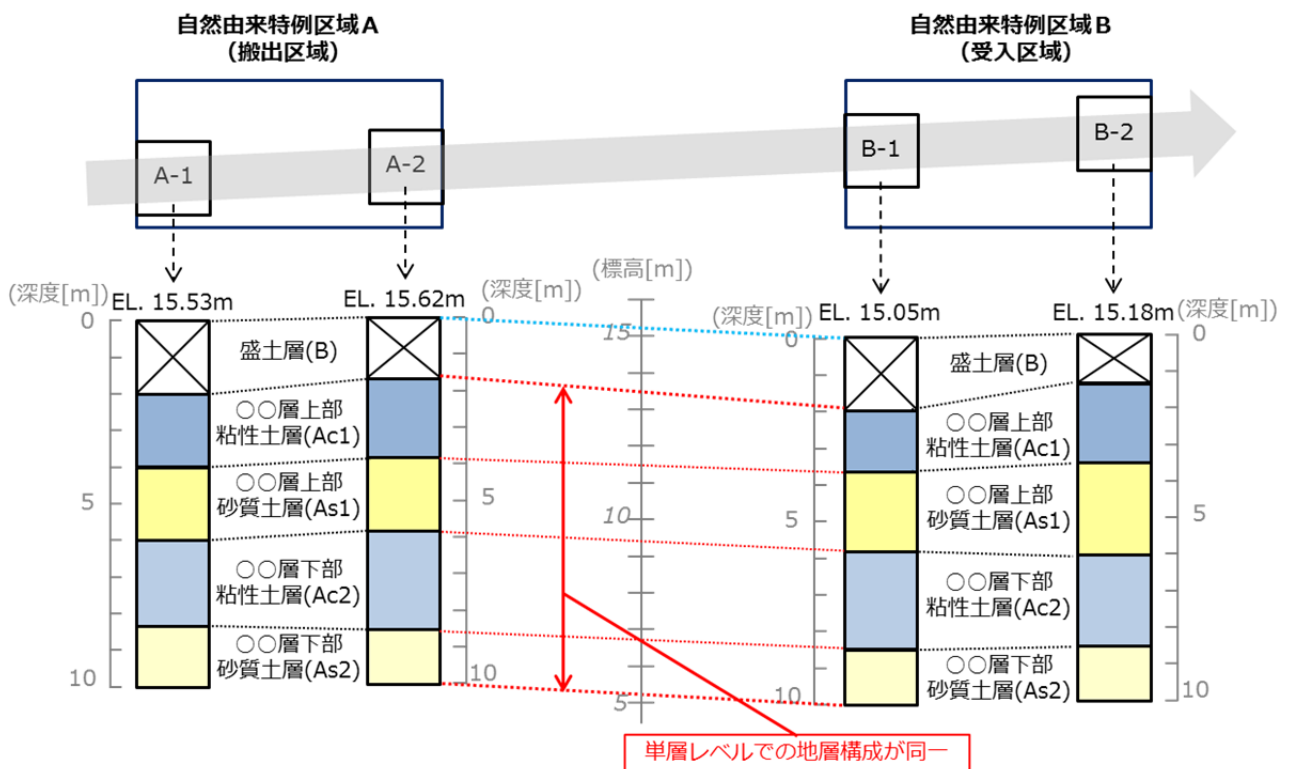 自然由来特例区域A
(搬出区域)
自然由来特例区域B
(受入区域)
A-1
A-2
B-1
B-2
(深度[m])
EL. 15.53m
EL. 15.62m
(深度[m])
(標高[m])
(深度[m])
EL. 15.05m
EL. 15.18m
(深度[m])
0
5
10
0
5
10
15
10
5
0
5
10
0
5
10
盛土層(B)
○○層上部
粘性土層(Ac1)
○○層上部
砂質土層(As1)
○○層下部
粘性土層(Ac2)
○○層下部
砂質土層(As2)
盛土層(B)
○○層上部
粘性土層(Ac1)
○○層上部
砂質土層(As1)
○○層下部
粘性土層(Ac2)
○○層下部
砂質土層(As2)
単層レベルでの地層構成が同一